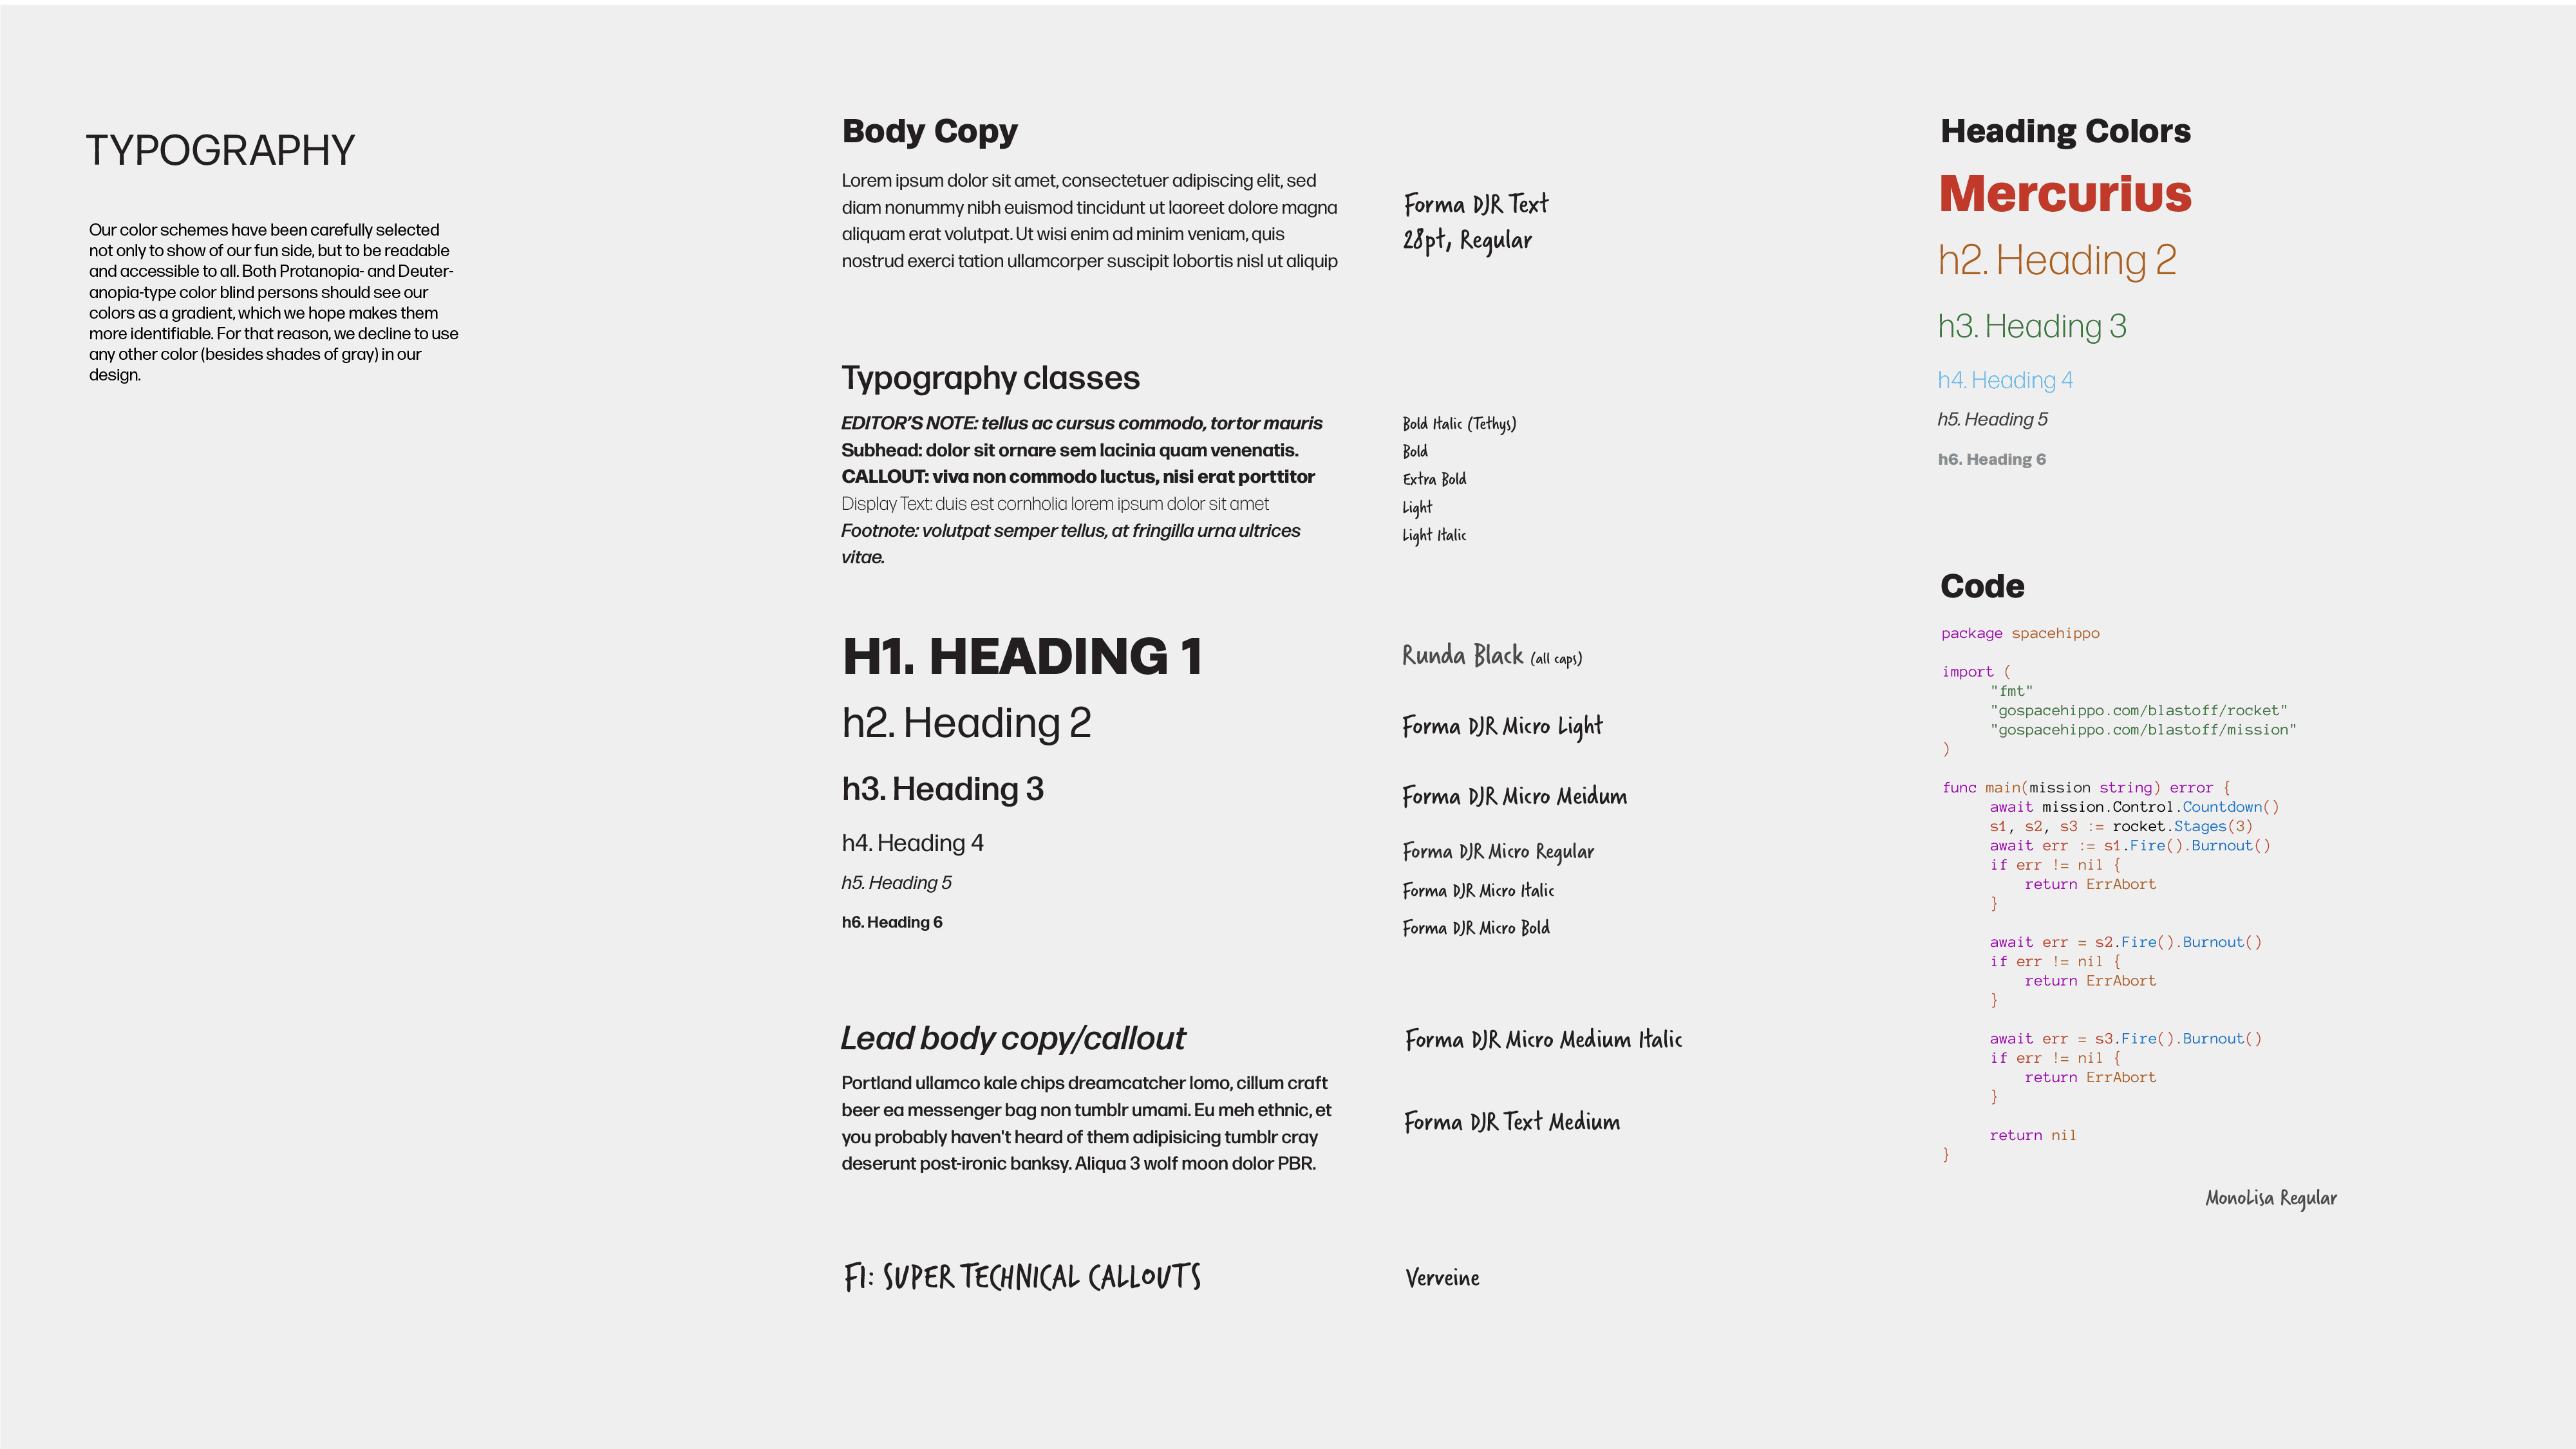 TYPOGRAPHY
Our color schemes have been carefully selected
not only to show of our fun side, but to be readable
and accessible to all. Both Protanopia- and Deuter-
anopia-type color blind persons should see our
colors as a gradient, which we hope makes them
more identifiable. For that reason, we decline to use
any other color (besides shades of gray) in our
design.
Body Copy
Lorem ipsum dolor sit amet, consectetuer adipiscing elit, sed
diam nonummy nibh euismod tincidunt ut laoreet dolore magna
aliquam erat volutpat. Ut wisi enim ad minim veniam, quis
nostrud exerci tation ullamcorper suscipit lobortis nisl ut aliquip
Forma DJR Text
28pt, Regular
Typography classes
EDITOR'S NOTE: tellus ac cursus commodo, tortor mauris
Subhead: dolor sit ornare sem lacinia quam venenatis.
CALLOUT: viva non commodo luctus, nisi erat porttitor
Display Text: duis est cornholia lorem ipsum dolor sit amet
Footnote: volutpat semper tellus, at fringilla urna ultrices
vitae.
Bold Italic (Tethys)
Bold
Extra Bold
Light
Light Italic
H1. HEADING 1
Runda Black (all caps)
h2. Heading 2
Forma DJR Micro Light
h3. Heading 3
Forma DJR Micro Meidum
h4. Heading 4
Forma DJR Micro Regular
h5. Heading 5
Forma DJR Micro Italic
h6. Heading 6
Forma DJR Micro Bold
Lead body copy/callout
Forma DJR Micro Medium Italic
Portland ullamco kale chips dreamcatcher lomo, cillum craft
beer ea messenger bag non tumblr umami. Eu meh ethnic, et
you probably haven't heard of them adipisicing tumblr cray
deserunt post-ironic banksy. Aliqua 3 wolf moon dolor PBR.
Forma DJR Text Medium
F1: SUPER TECHNICAL CALLOUTS
Verveine
Heading Colors
Mercurius
h2. Heading 2
h3. Heading 3
h4. Heading 4
h5. Heading 5
h6. Heading 6
Code
package spacehippo
import (
"fmt"
"gospacehippo.com/blastoff/rocket"
"gospacehippo.com/blastoff/mission"
)
func main(mission string) error {
await mission.Control.Countdown()
s1, s2, s3 := rocket.Stages(3)
await err := s1.Fire().Burnout()
if err != nil {
return ErrAbort
}
await err = s2.Fire().Burnout()
if err != nil {
return ErrAbort
}
await err = s3.Fire().Burnout()
if err != nil {
return ErrAbort
}
return nil
}
MonoLisa Regular